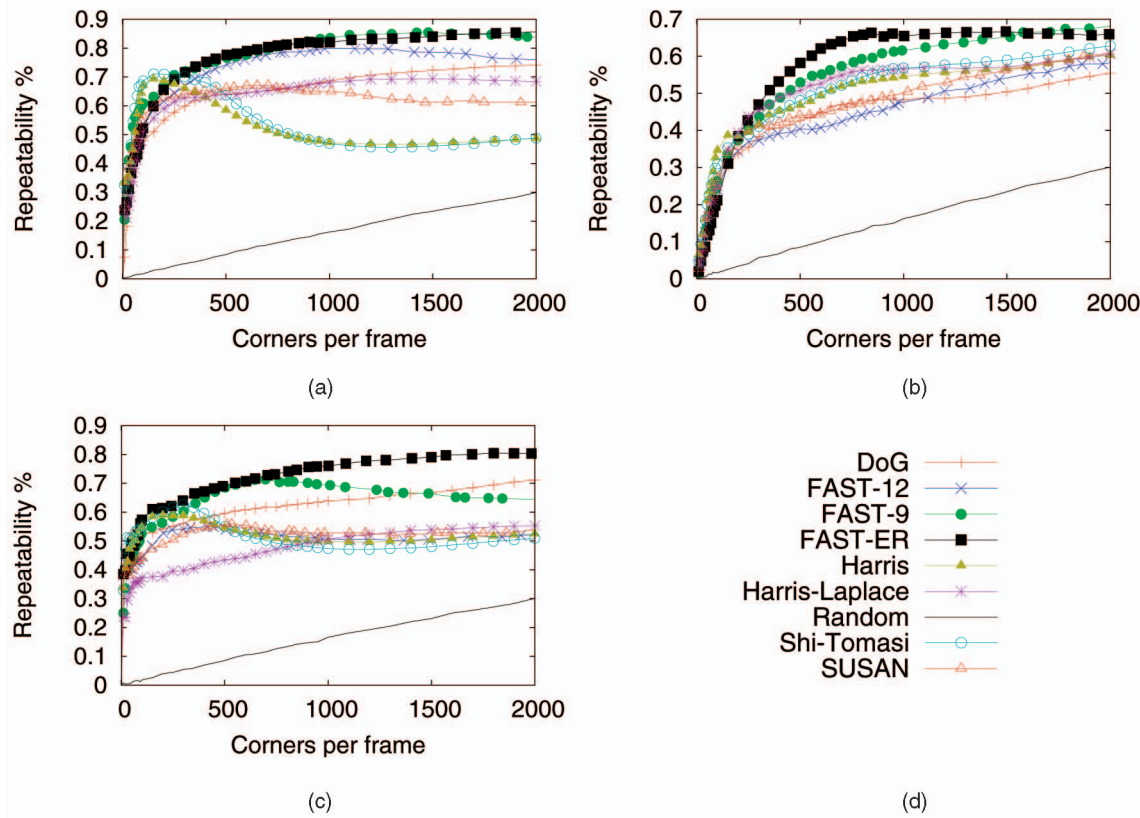 0.9
0.8
0.7
0.6
0.5
0.4
0.3
0.2
0.1
0
Repeatability %
0 500 1000 1500 2000
Corners per frame
(a)
0.7
0.6
0.5
0.4
0.3
0.2
0.1
0
Repeatability %
0 500 1000 1500 2000
Corners per frame
(b)
0.9
0.8
0.7
0.6
0.5
0.4
0.3
0.2
0.1
0
Repeatability %
0 500 1000 1500 2000
Corners per frame
(c)
DoG
FAST-12
FAST-9
FAST-ER
Harris
Harris-Laplace
Random
Shi-Tomasi
SUSAN
(d)